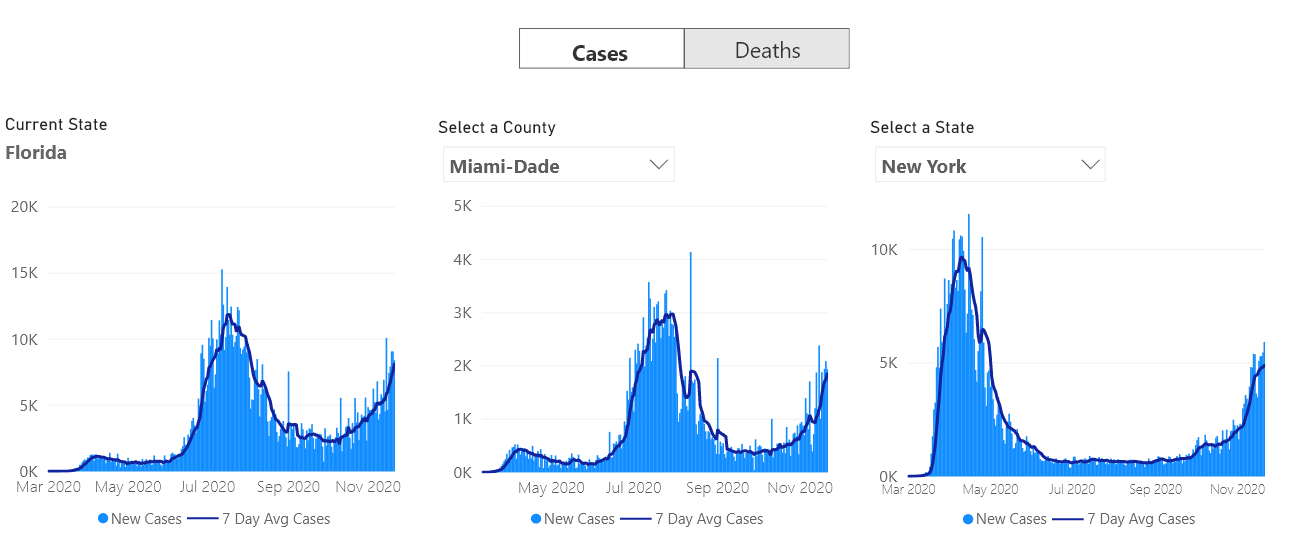 Cases Deaths
Current State
Florida
20K
15K
10K
5K
0K
Mar 2020 May 2020 Jul 2020 Sep 2020 Nov 2020
New Cases 7 Day Avg Cases
Select a County
Miami-Dade
5K
4K
3K
2K
1K
0K
May 2020 Jul 2020 Sep 2020 Nov 2020
New Cases 7 Day Avg Cases
Select a State
New York
10K
5K
0K
Mar 2020 May 2020 Jul 2020 Sep 2020 Nov 2020
New Cases 7 Day Avg Cases